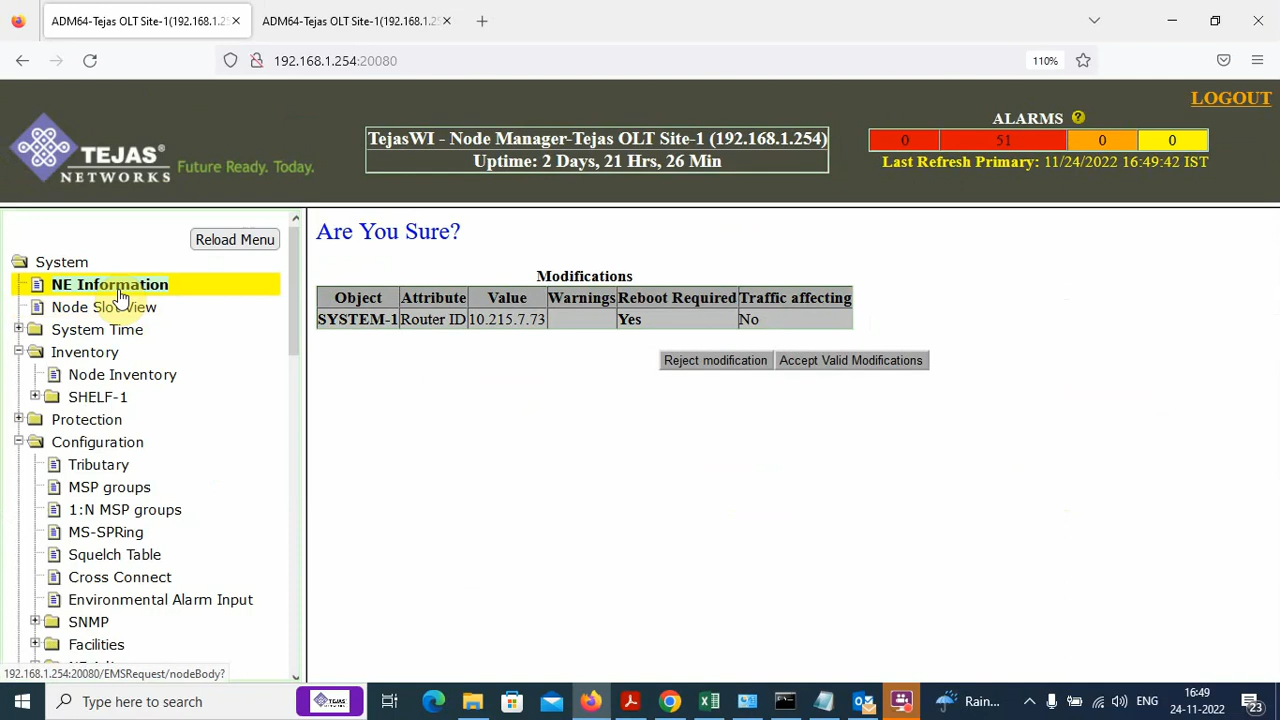 ADM64-Tejas OLT Site-1(192.168.1.25
ADM64-Tejas OLT Site-1(192.168.1.25
192.168.1.254:20080
110%
LOGOUT
TEJAS
NETWORKS
Future Ready. Today.
TejasWI - Node Manager-Tejas OLT Site-1 (192.168.1.254)
Uptime: 2 Days, 21 Hrs, 26 Min
ALARMS ?
0 51 0 0
Last Refresh Primary: 11/24/2022 16:49:42 IST
Reload Menu
System
NE Information
Node Slot View
System Time
Inventory
Node Inventory
SHELF-1
Protection
Configuration
Tributary
MSP groups
1:N MSP groups
MS-SPRing
Squelch Table
Cross Connect
Environmental Alarm Input
SNMP
Facilities
192.168.1.254:20080/EMSRequest/nodeBody?
Are You Sure?
Modifications
Object Attribute Value Warnings Reboot Required Traffic affecting
SYSTEM-1 Router ID 10.215.7.73 Yes No
Reject modification Accept Valid Modifications
Type here to search
TEJAS
Rain...
ENG
16:49
24-11-2022
23